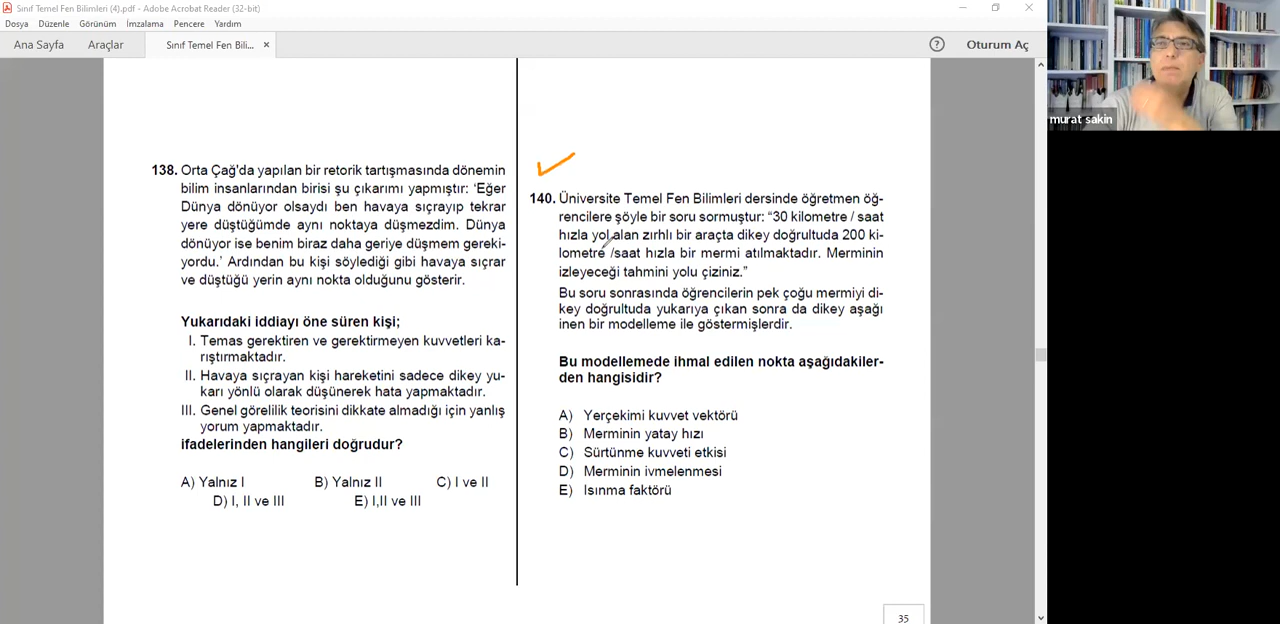 Sınıf Temel Fen Bilimleri (4).pdf - Adobe Acrobat Reader (32-bit)
Dosya Düzenle Görünüm İmzalama Pencere Yardım
Ana Sayfa Araçlar Sınıf Temel Fen Bili... × ? Oturum Aç
murat sakin
138. Orta Çağ'da yapılan bir retorik tartışmasında dönemin
bilim insanlarından birisi şu çıkarımı yapmıştır: 'Eğer
Dünya dönüyor olsaydı ben havaya sıçrayıp tekrar
yere düştüğümde aynı noktaya düşmezdim. Dünya
dönüyor ise benim biraz daha geriye düşmem gereki-
yordu.' Ardından bu kişi söylediği gibi havaya sıçrar
ve düştüğü yerin aynı nokta olduğunu gösterir.
Yukarıdaki iddiayı öne süren kişi;
I. Temas gerektiren ve gerektirmeyen kuvvetleri ka-
rıştırmaktadır.
II. Havaya sıçrayan kişi hareketini sadece dikey yu-
karı yönlü olarak düşünerek hata yapmaktadır.
III. Genel görelilik teorisini dikkate almadığı için yanlış
yorum yapmaktadır.
ifadelerinden hangileri doğrudur?
A) Yalnız I B) Yalnız II C) I ve II
D) I, II ve III E) I,II ve III
140. Üniversite Temel Fen Bilimleri dersinde öğretmen öğ-
rencilere şöyle bir soru sormuştur: “30 kilometre / saat
hızla yol alan zırhlı bir araçta dikey doğrultuda 200 ki-
lometre /saat hızla bir mermi atılmaktadır. Merminin
izleyeceği tahmini yolu çiziniz.”
Bu soru sonrasında öğrencilerin pek çoğu mermiyi di-
key doğrultuda yukarıya çıkan sonra da dikey aşağı
inen bir modelleme ile göstermişlerdir.
Bu modellemede ihmal edilen nokta aşağıdakiler-
den hangisidir?
A) Yerçekimi kuvvet vektörü
B) Merminin yatay hızı
C) Sürtünme kuvveti etkisi
D) Merminin ivmelenmesi
E) Isınma faktörü
35